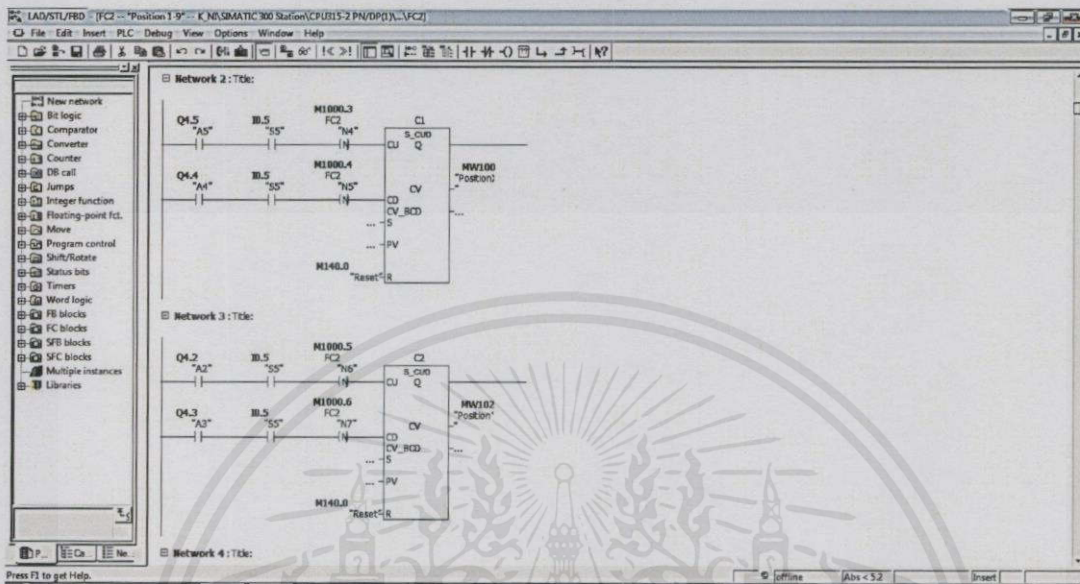 LAD/STL/FBD - [FC2 -- "Position 1-9" -- K_NI\SIMATIC 300 Station\CPU315-2 PN/DP(1)\...\FC2]
File Edit Insert PLC Debug View Options Window Help
New network
Bit logic
Comparator
Converter
Counter
DB call
Jumps
Integer function
Floating-point fct.
Move
Program control
Shift/Rotate
Status bits
Timers
Word logic
FB blocks
FC blocks
SFB blocks
SFC blocks
Multiple instances
Libraries
P... Ca... Ne...
Network 2 : Title:
M1000.3
Q4.5 I0.5 FC2 C1
"A5" "S5" "N4" S_CUD
N CU Q
M1000.4 MW100
Q4.4 I0.5 FC2 "Position1
"A4" "S5" "N5" CV "
N CD
CV_BCD ...
... S
... PV
M140.0
"Reset" R
Network 3 : Title:
M1000.5
Q4.2 I0.5 FC2 C2
"A2" "S5" "N6" S_CUD
N CU Q
M1000.6 MW102
Q4.3 I0.5 FC2 "Position
"A3" "S5" "N7" CV "
N CD
CV_BCD ...
... S
... PV
M140.0
"Reset" R
Network 4 : Title:
Press F1 to get Help. offline Abs < 5.2 Insert